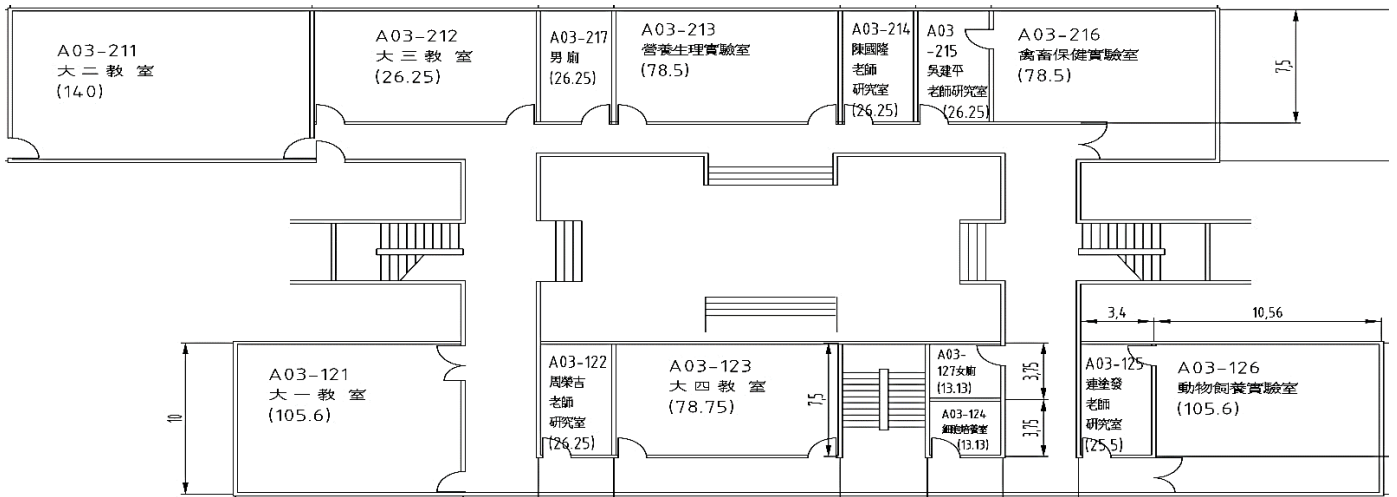 A03-211
大二教室
(140)
A03-212
大三教室
(26.25)
A03-217
男廁
(26.25)
A03-213
營養生理實驗室
(78.5)
A03-214
陳國隆
老師
研究室
(26.25)
A03
-215
吳建平
老師研究室
(26.25)
A03-216
禽畜保健實驗室
(78.5)
7,5
3,4
10,56
10
A03-121
大一教室
(105.6)
A03-122
周榮吉
老師
研究室
(26.25)
A03-123
大四教室
(78.75)
7,5
A03-
127女廁
(13.13)
A03-124
細胞培養室
(13.13)
3,75
3,75
A03-125
連塗發
老師
研究室
(25.5)
A03-126
動物飼養實驗室
(105.6)